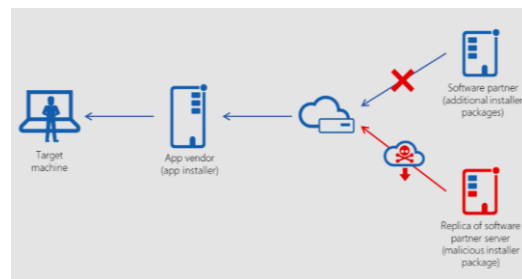 Software partner
(additional installer
packages)
Target
machine
App vendor
(app installer)
Replica of software
partner server
(malicious installer
package)